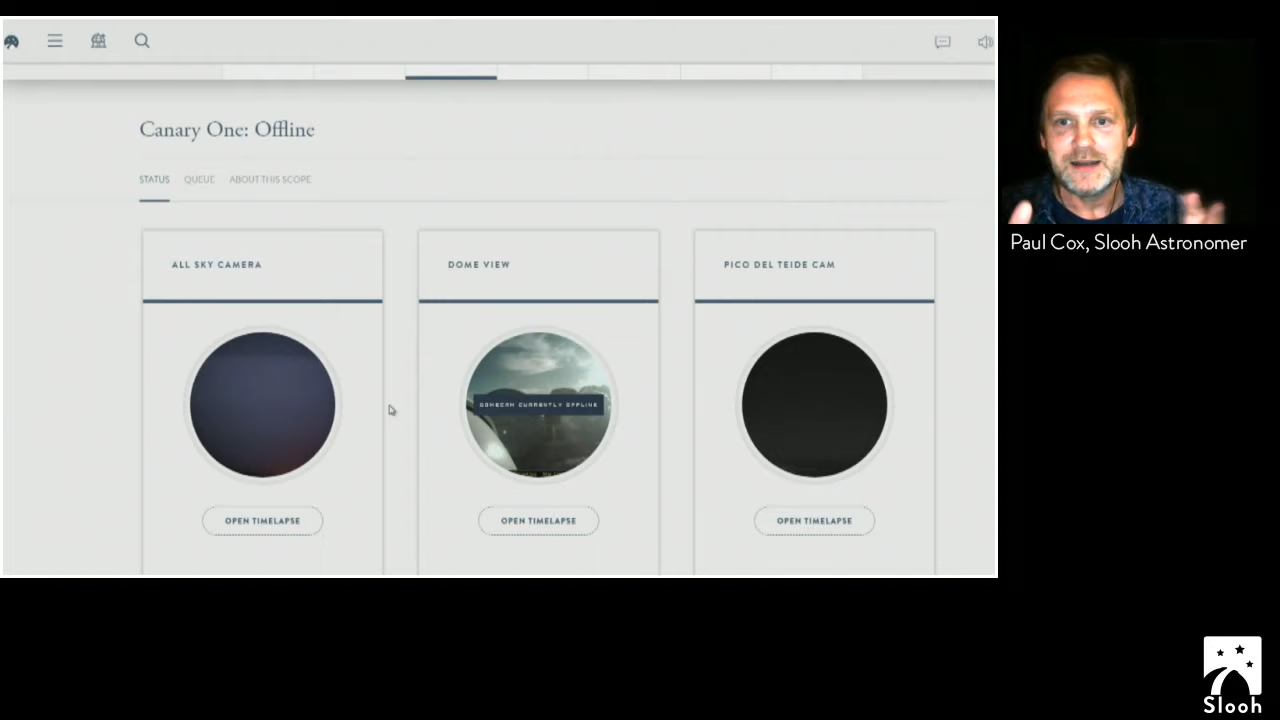 Canary One: Offline
STATUS QUEUE ABOUT THIS SCOPE
ALL SKY CAMERA DOME VIEW PICO DEL TEIDE CAM
DOMECAM CURRENTLY OFFLINE
OPEN TIMELAPSE OPEN TIMELAPSE OPEN TIMELAPSE
Paul Cox, Slooh Astronomer
Slooh